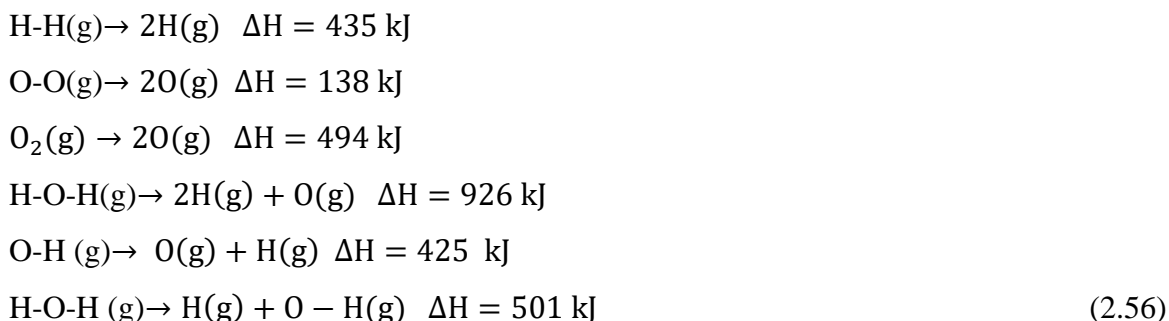 H-H(g)→ 2H(g) ΔH = 435 kJ
O-O(g)→ 2O(g) ΔH = 138 kJ
O₂(g) → 2O(g) ΔH = 494 kJ
H-O-H(g)→ 2H(g) + O(g) ΔH = 926 kJ
O-H (g)→ O(g) + H(g) ΔH = 425 kJ
H-O-H (g)→ H(g) + O − H(g) ΔH = 501 kJ (2.56)